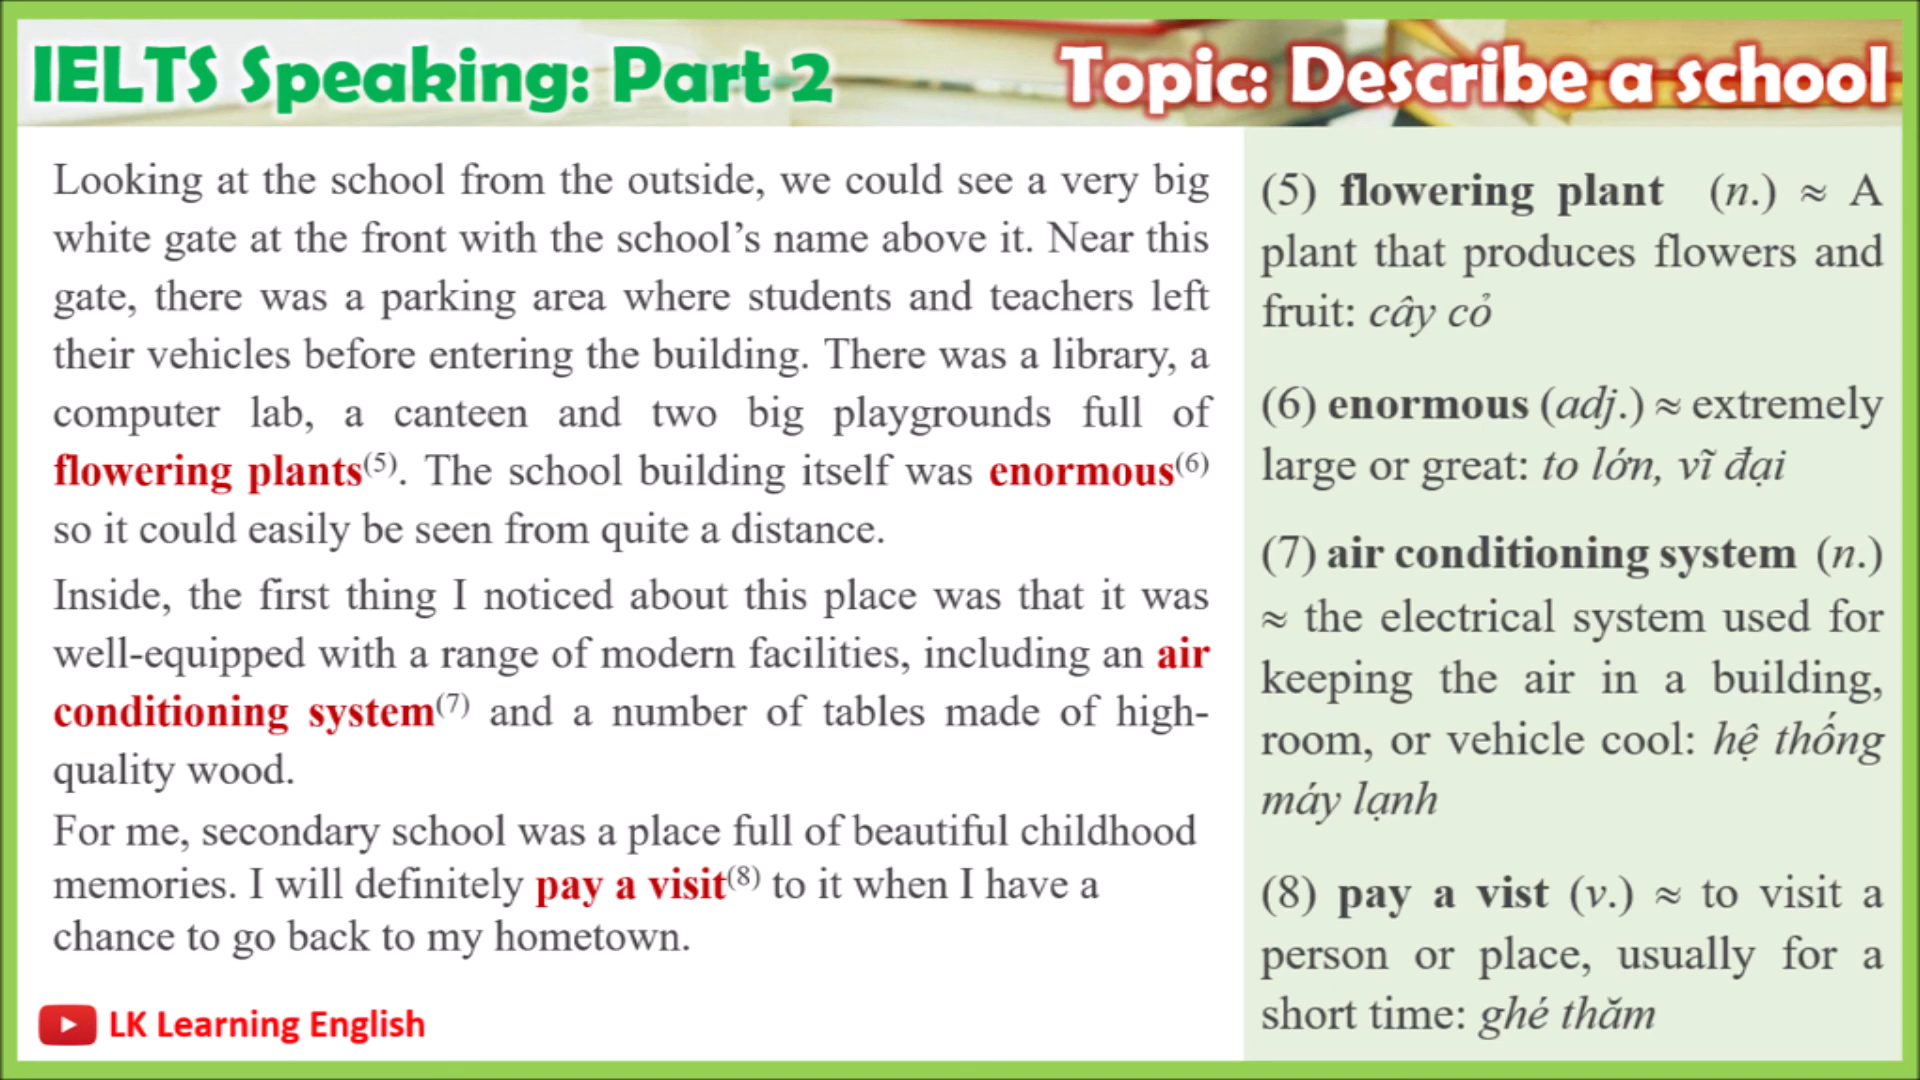 IELTS Speaking: Part 2
Topic: Describe a school
Looking at the school from the outside, we could see a very big
white gate at the front with the school’s name above it. Near this
gate, there was a parking area where students and teachers left
their vehicles before entering the building. There was a library, a
computer lab, a canteen and two big playgrounds full of
flowering plants(5). The school building itself was enormous(6)
so it could easily be seen from quite a distance.
Inside, the first thing I noticed about this place was that it was
well-equipped with a range of modern facilities, including an air
conditioning system(7) and a number of tables made of high-
quality wood.
For me, secondary school was a place full of beautiful childhood
memories. I will definitely pay a visit(8) to it when I have a
chance to go back to my hometown.
LK Learning English
(5) flowering plant (n.) ≈ A
plant that produces flowers and
fruit: cây cỏ
(6) enormous (adj.) ≈ extremely
large or great: to lớn, vĩ đại
(7) air conditioning system (n.)
≈ the electrical system used for
keeping the air in a building,
room, or vehicle cool: hệ thống
máy lạnh
(8) pay a vist (v.) ≈ to visit a
person or place, usually for a
short time: ghé thăm